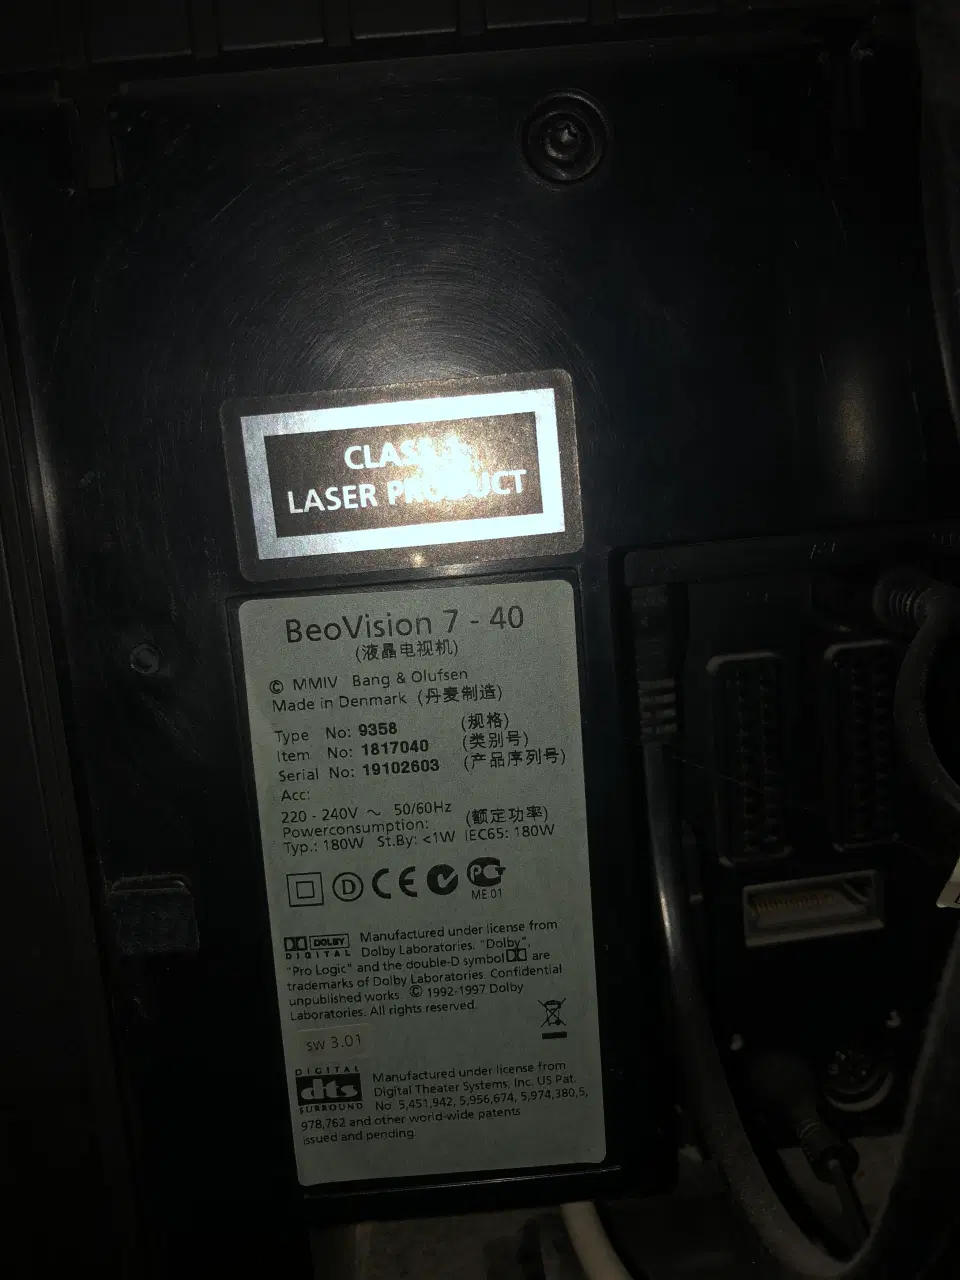 CLASS 1
LASER PRODUCT
BeoVision 7 - 40
(液晶电视机)
© MMIV Bang & Olufsen
Made in Denmark (丹麦制造)
Type No: 9358 (规格)
Item No: 1817040 (类别号)
Serial No: 19102603 (产品序列号)
Acc:
220 - 240V ~ 50/60Hz (额定功率)
Powerconsumption:
Typ.: 180W St.By: <1W IEC65: 180W
D CE PG
ME 01
DOLBY
DIGITAL
Manufactured under license from
Dolby Laboratories. "Dolby",
"Pro Logic" and the double-D symbol are
trademarks of Dolby Laboratories. Confidential
unpublished works. © 1992-1997 Dolby
Laboratories. All rights reserved.
sw 3.01
DIGITAL
dts
SURROUND
Manufactured under license from
Digital Theater Systems, Inc. US Pat.
No. 5,451,942, 5,956,674, 5,974,380,5,
978,762 and other world-wide patents
issued and pending.